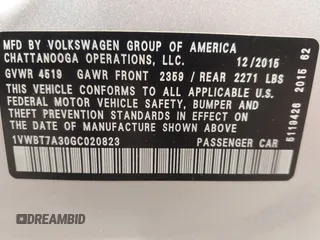 MFD BY VOLKSWAGEN GROUP OF AMERICA
CHATTANOOGA OPERATIONS, LLC. 12/2015
GVWR 4519 GAWR FRONT 2359 / REAR 2271 LBS
THIS VEHICLE CONFORMS TO ALL APPLICABLE U.S.
FEDERAL MOTOR VEHICLE SAFETY, BUMPER, AND
THEFT PREVENTION STANDARDS IN EFFECT ON THE
DATE OF MANUFACTURE SHOWN ABOVE.
1VWBT7A30GC020823 PASSENGER CAR
5119426 2015 62
OneDoor Car